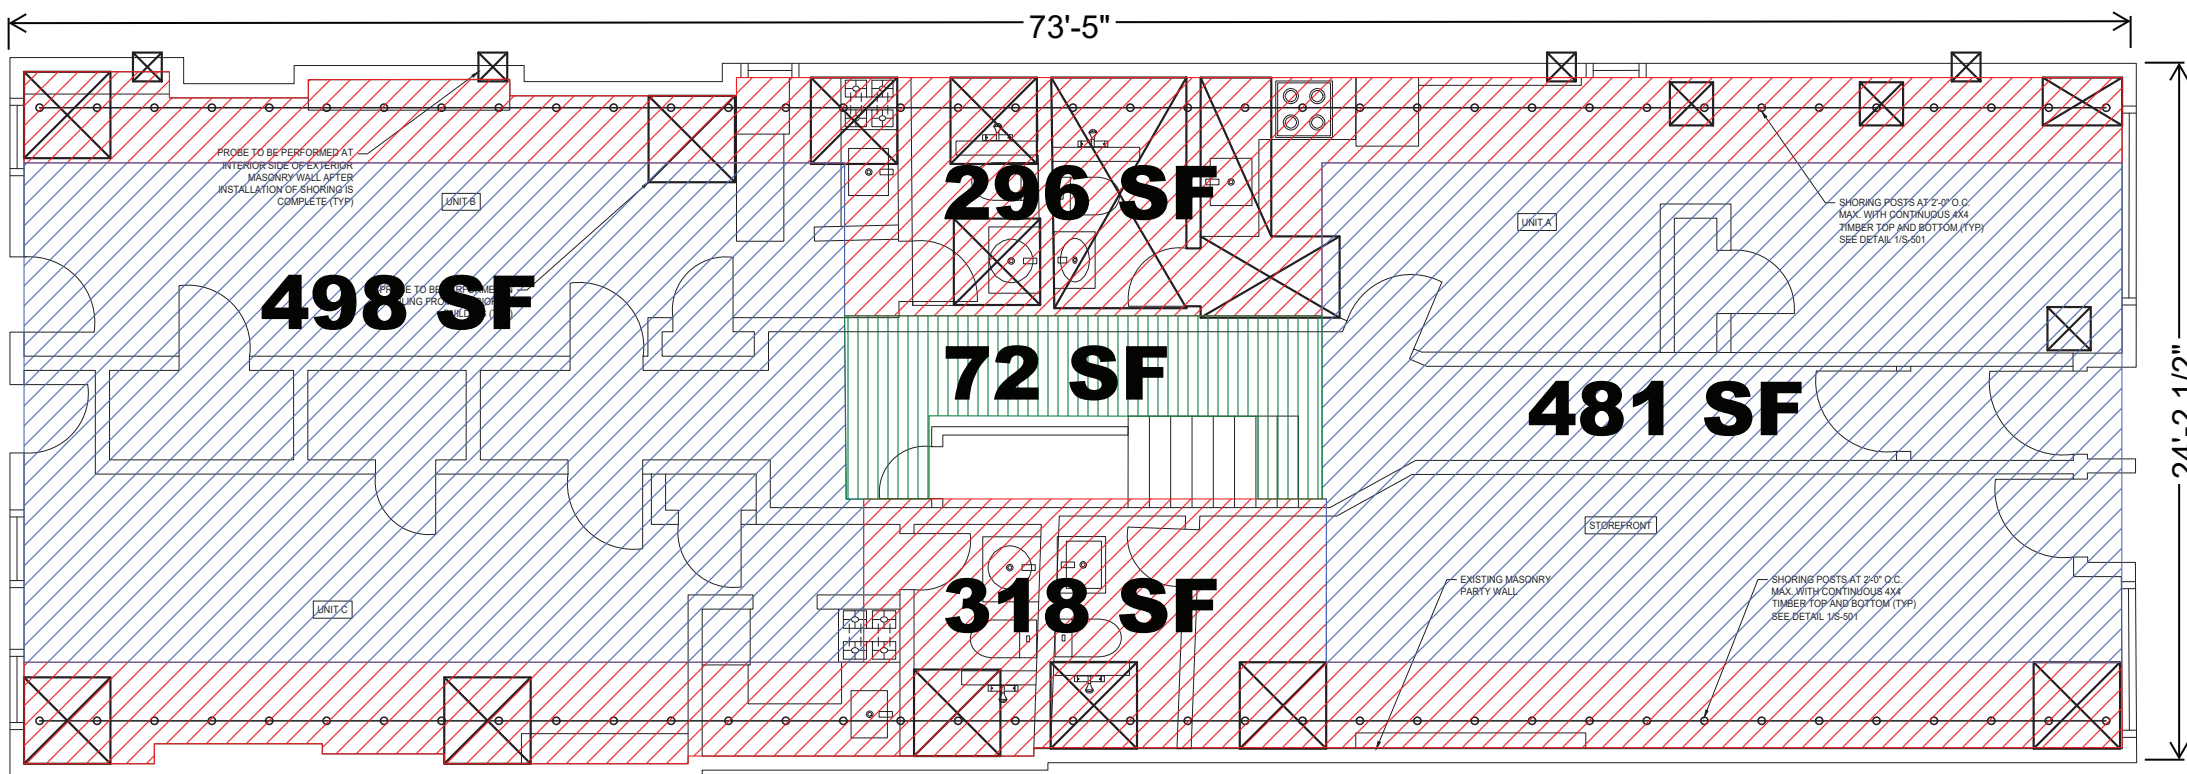 73'-5"
PROBE TO BE PERFORMED AT
INTERIOR SIDE OF EXTERIOR
MASONRY WALL AFTER
INSTALLATION OF SHORING IS
COMPLETE (TYP)
UNIT B
296 SF
UNIT A
SHORING POSTS AT 2'-0" O.C.
MAX. WITH CONTINUOUS 4X4
TIMBER TOP AND BOTTOM (TYP)
SEE DETAIL 1/S-501
498 SF
72 SF
481 SF
24'-2 1/2"
STOREFRONT
318 SF
UNIT C
EXISTING MASONRY
PARTY WALL
SHORING POSTS AT 2'-0" O.C.
MAX. WITH CONTINUOUS 4X4
TIMBER TOP AND BOTTOM (TYP)
SEE DETAIL 1/S-501